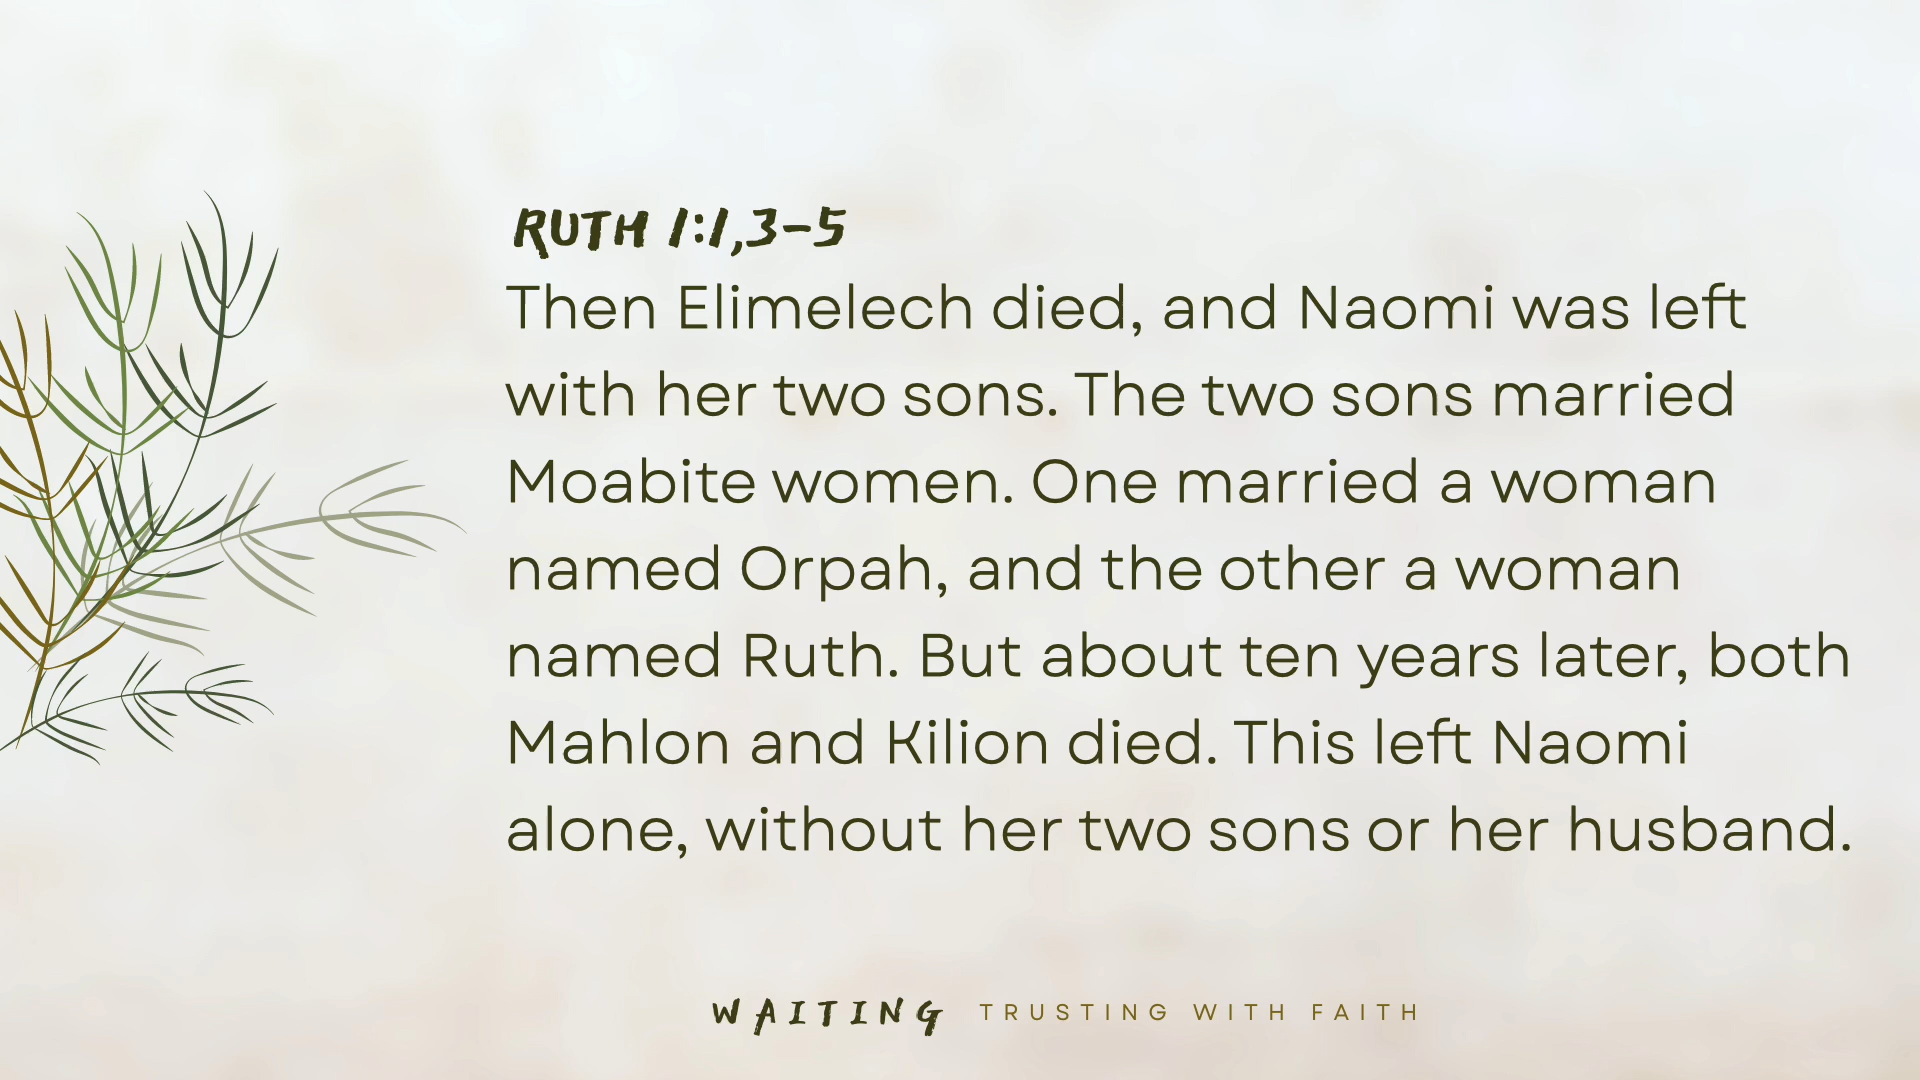 RUTH 1:1,3-5
Then Elimelech died, and Naomi was left
with her two sons. The two sons married
Moabite women. One married a woman
named Orpah, and the other a woman
named Ruth. But about ten years later, both
Mahlon and Kilion died. This left Naomi
alone, without her two sons or her husband.
WAITING TRUSTING WITH FAITH